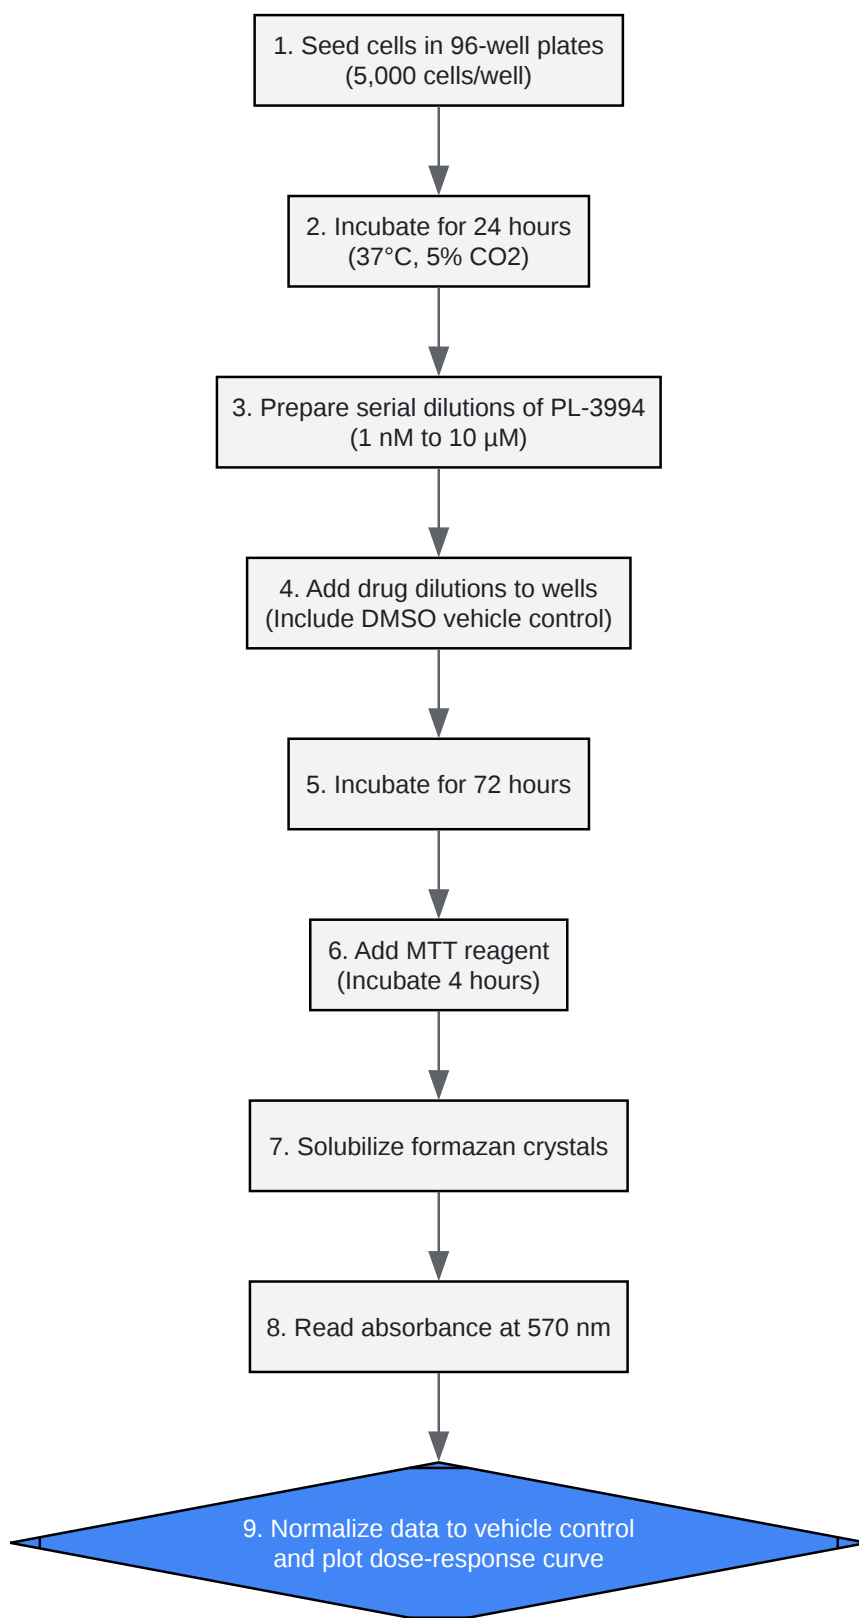 1. Seed cells in 96-well plates
(5,000 cells/well)
2. Incubate for 24 hours
(37°C, 5% CO2)
3. Prepare serial dilutions of PL-3994
(1 nM to 10 µM)
4. Add drug dilutions to wells
(Include DMSO vehicle control)
5. Incubate for 72 hours
6. Add MTT reagent
(Incubate 4 hours)
7. Solubilize formazan crystals
8. Read absorbance at 570 nm
9. Normalize data to vehicle control
and plot dose-response curve